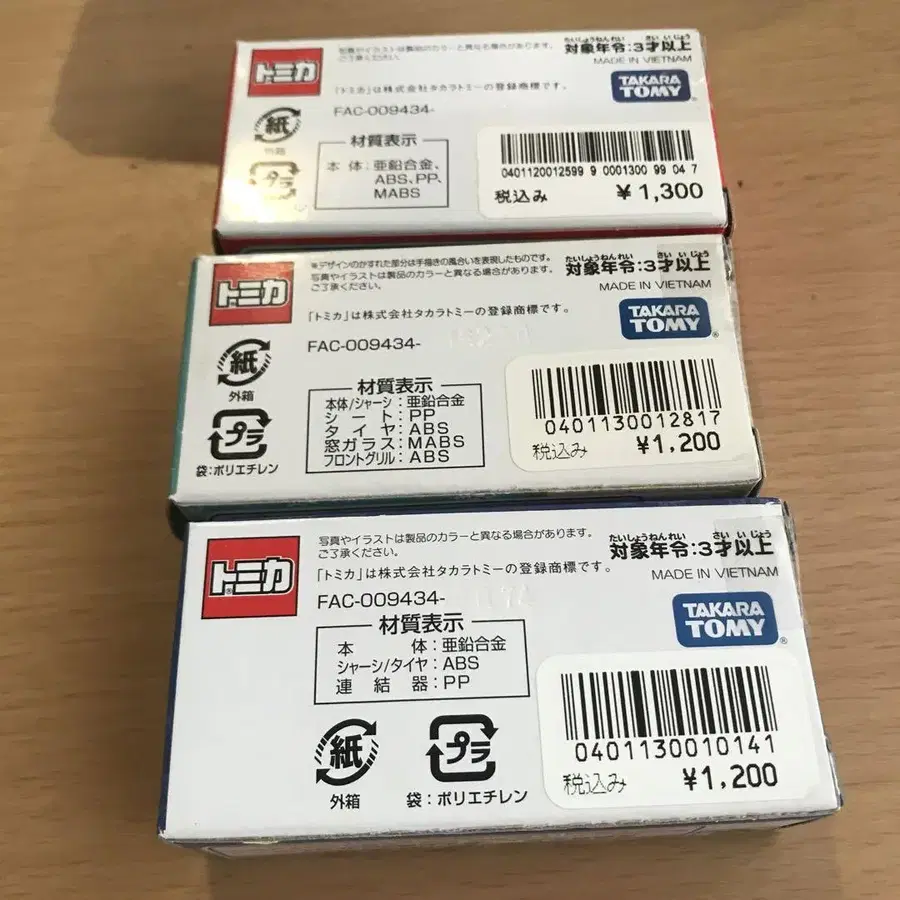 トミカ
写真やイラストは製品のカラーと異なる場合があります。
ご了承ください。
「トミカ」は株式会社タカラトミーの登録商標です。
FAC-009434-
たいしょうねんれい さい いじょう
対象年令:3才以上
MADE IN VIETNAM
TAKARA
TOMY
紙
外箱
プラ
材質表示
本体:亜鉛合金、
ABS、PP、
MABS
0401120012599 9 0001300 99 04 7
税込み ¥1,300
トミカ
※デザインのかすれた部分は手描きの風合いを表現したものです。
写真やイラストは製品のカラーと異なる場合があります。
ご了承ください。
「トミカ」は株式会社タカラトミーの登録商標です。
FAC-009434-
たいしょうねんれい さい いじょう
対象年令:3才以上
MADE IN VIETNAM
TAKARA
TOMY®
紙
外箱
プラ
袋:ポリエチレン
材質表示
本体/シャーシ:亜鉛合金
シート:PP
タイヤ:ABS
窓ガラス:MABS
フロントグリル:ABS
0401130012817
税込み ¥1,200
トミカ®
写真やイラストは製品のカラーと異なる場合があります。
ご了承ください。
「トミカ」は株式会社タカラトミーの登録商標です。
FAC-009434-
たいしょうねんれい さい いじょう
対象年令:3才以上
MADE IN VIETNAM
TAKARA
TOMY®
材質表示
本体:亜鉛合金
シャーシ/タイヤ:ABS
連結器:PP
紙
外箱
プラ
袋:ポリエチレン
0401130010141
税込み ¥1,200